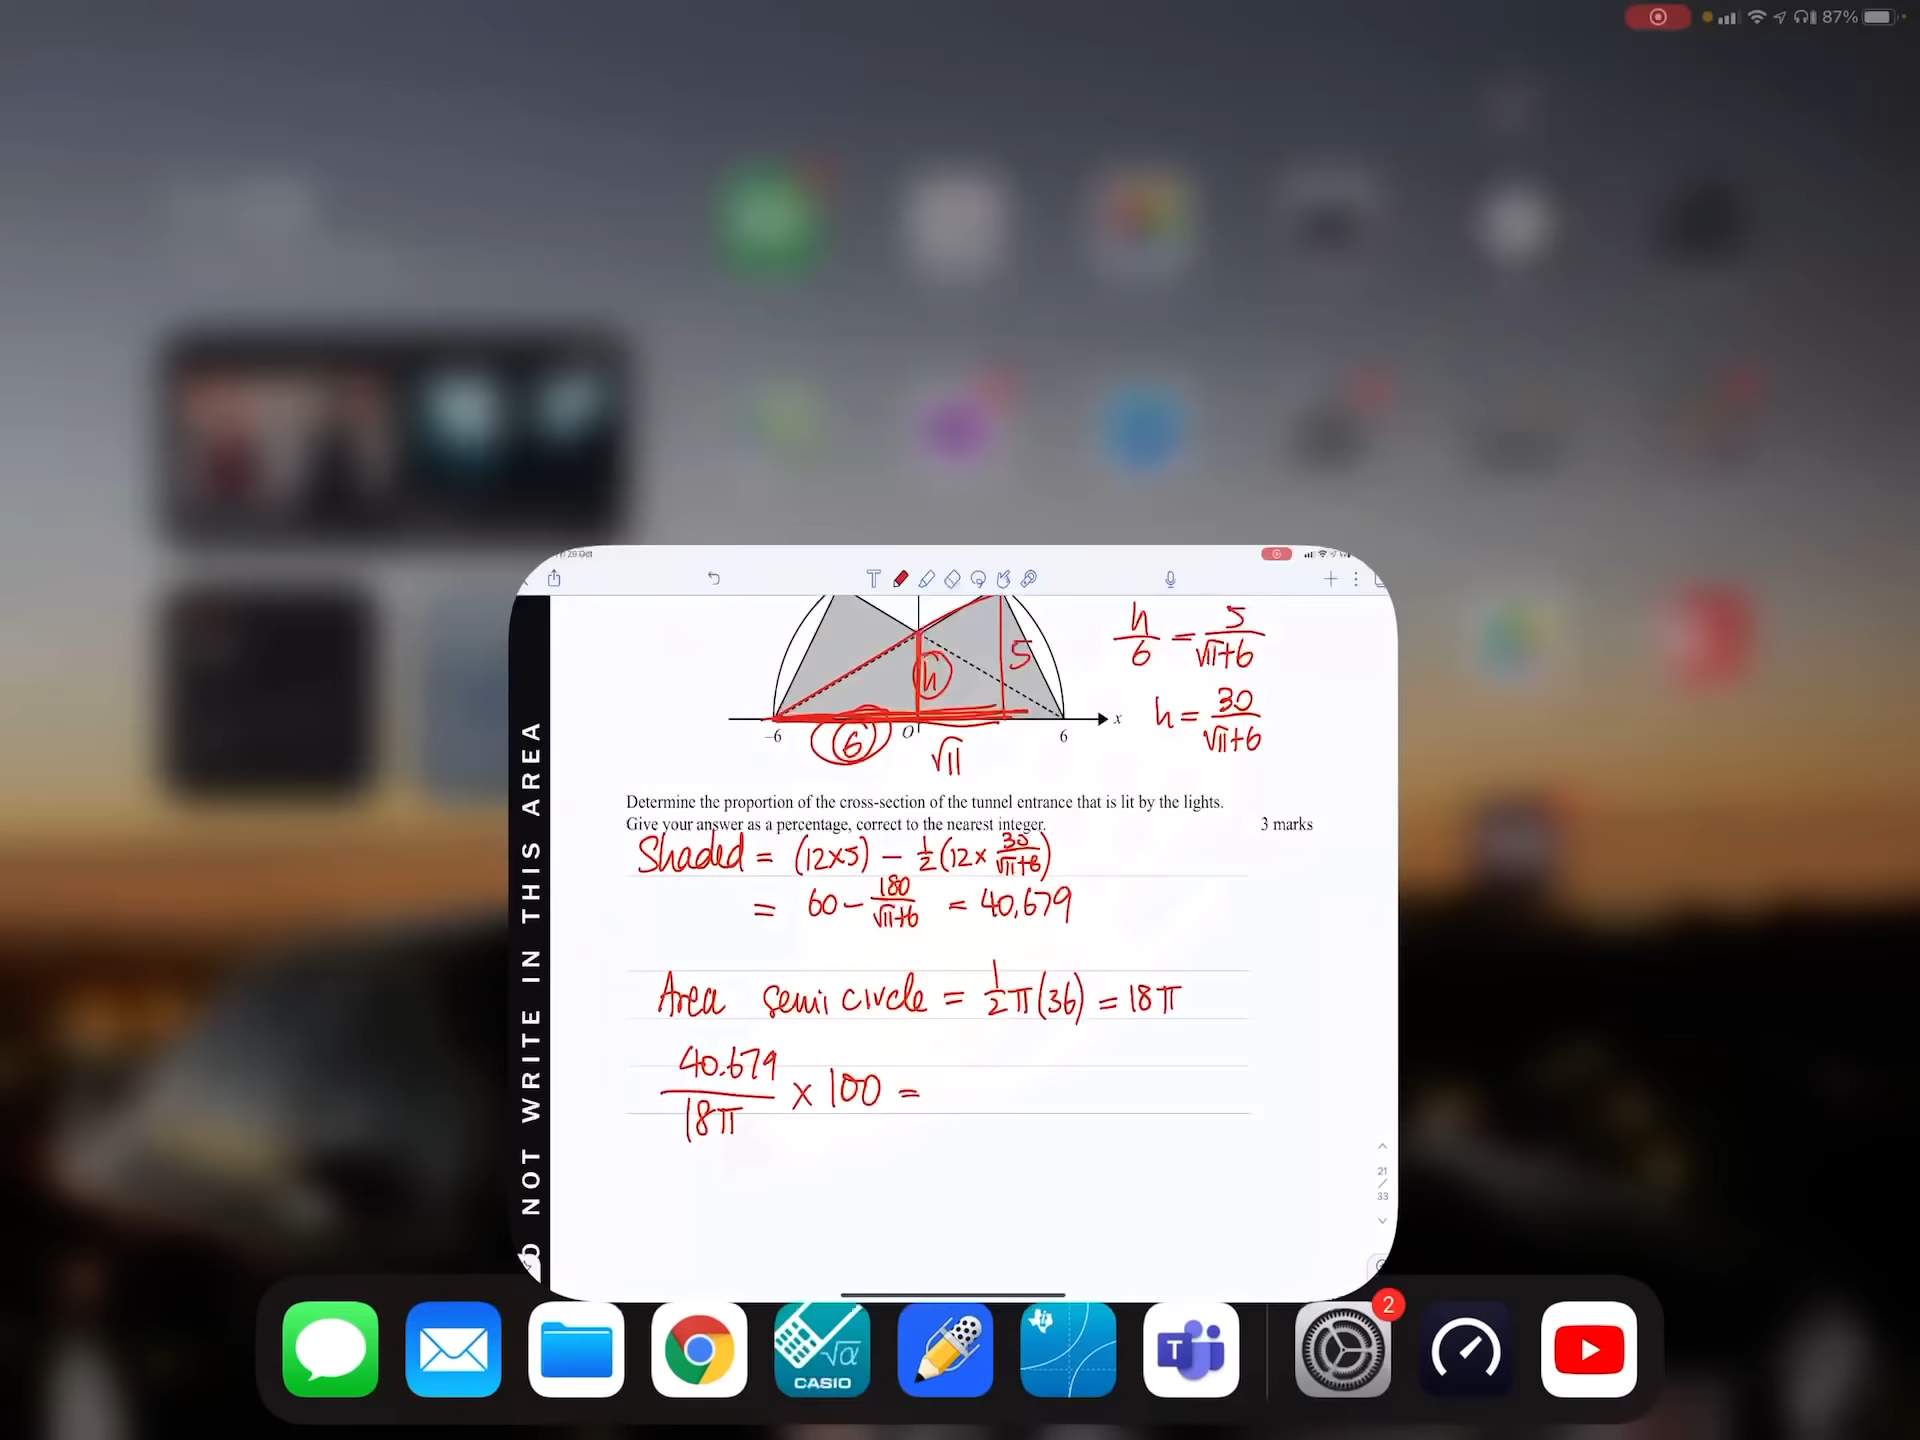 87%
29 Oct
T
h/6 = 5/√11+6
5
h
h = 30/√11+6
x
-6
6
O
√11
6
Determine the proportion of the cross-section of the tunnel entrance that is lit by the lights.
Give your answer as a percentage, correct to the nearest integer. 3 marks
Shaded = (12×5) − 1/2(12× 30/√11+6)
= 60 − 180/√11+6 = 40.679
Area semi circle = 1/2π(36) = 18π
40.679/18π × 100 =
O NOT WRITE IN THIS AREA
21
/
33
√α
CASIO
T
2